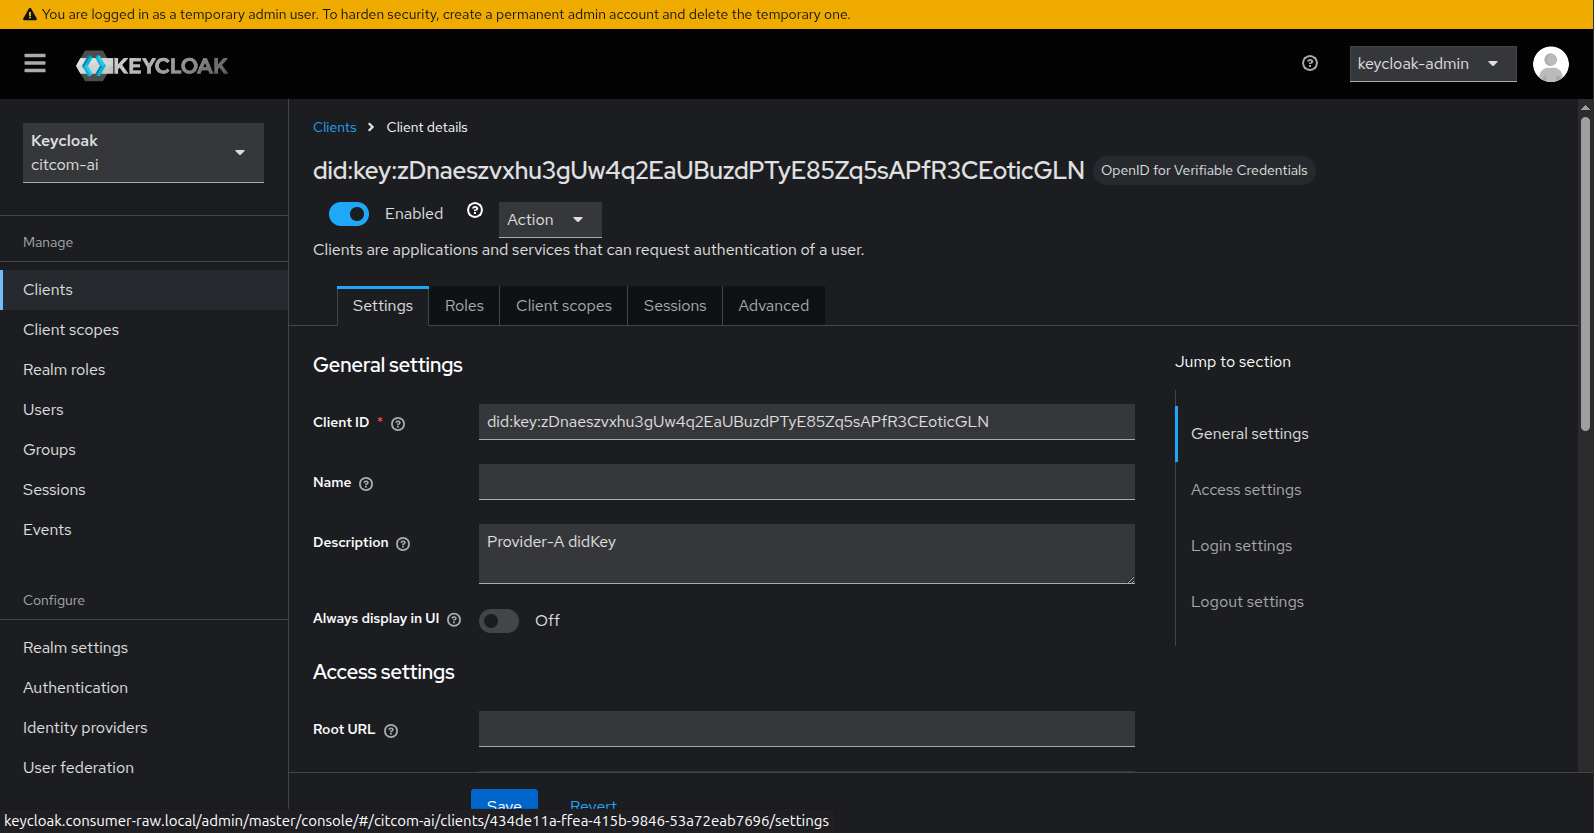 You are logged in as a temporary admin user. To harden security, create a permanent admin account and delete the temporary one.
KEYCLOAK
keycloak-admin
Keycloak
citcom-ai
Manage
Clients
Client scopes
Realm roles
Users
Groups
Sessions
Events
Configure
Realm settings
Authentication
Identity providers
User federation
Clients > Client details
did:key:zDnaeszvxhu3gUw4q2EaUBuzdPTyE85Zq5sAPfR3CEoticGLN OpenID for Verifiable Credentials
Enabled Action
Clients are applications and services that can request authentication of a user.
Settings Roles Client scopes Sessions Advanced
General settings
Client ID * did:key:zDnaeszvxhu3gUw4q2EaUBuzdPTyE85Zq5sAPfR3CEoticGLN
Name
Description Provider-A didKey
Always display in UI Off
Access settings
Root URL
Jump to section
General settings
Access settings
Login settings
Logout settings
Save Revert
keycloak.consumer-raw.local/admin/master/console/#/citcom-ai/clients/434de11a-ffea-415b-9846-53a72eab7696/settings